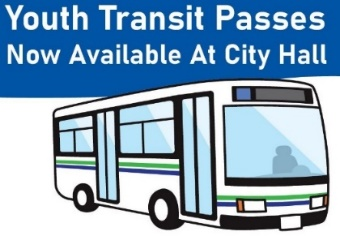 Youth Transit Passes
Now Available At City Hall